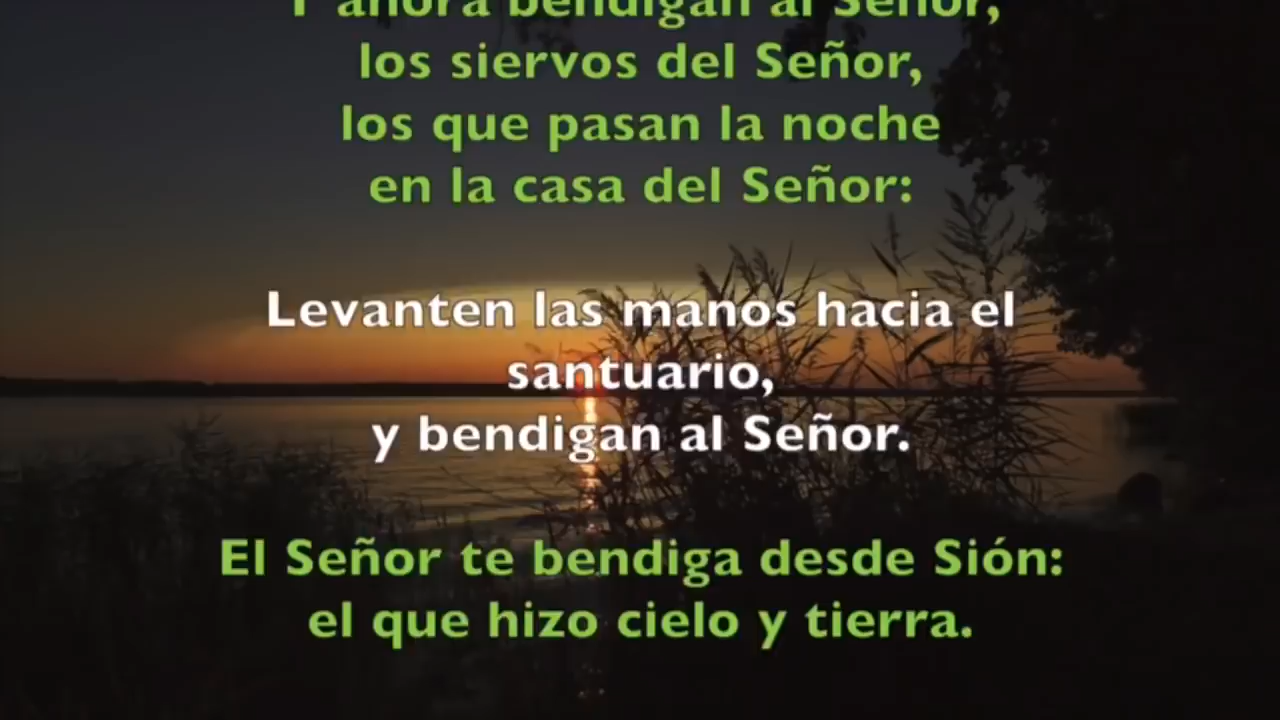 Y ahora bendigan al Señor,
los siervos del Señor,
los que pasan la noche
en la casa del Señor:
Levanten las manos hacia el
santuario,
y bendigan al Señor.
El Señor te bendiga desde Sión:
el que hizo cielo y tierra.